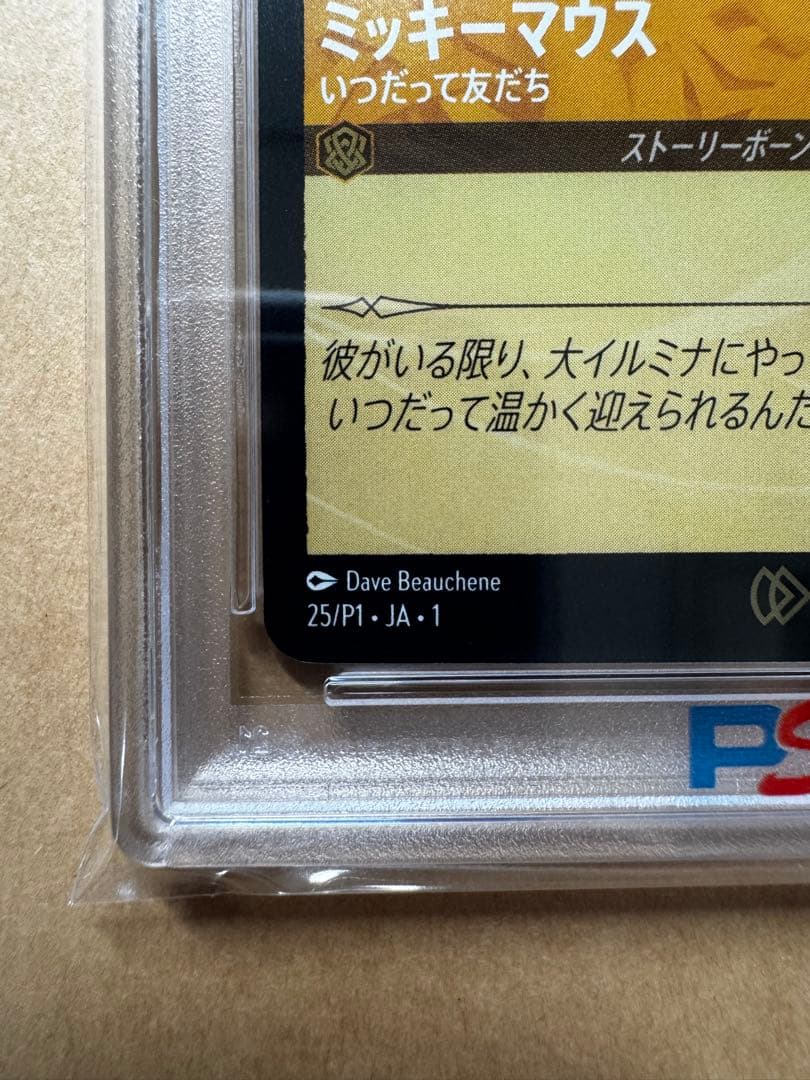 ミッキーマウス
いつだって友だち
ストーリーボーン
彼がいる限り、大イルミナにやっ
いつだって温かく迎えられるんだ
Dave Beauchene
25/P1 • JA • 1
PS